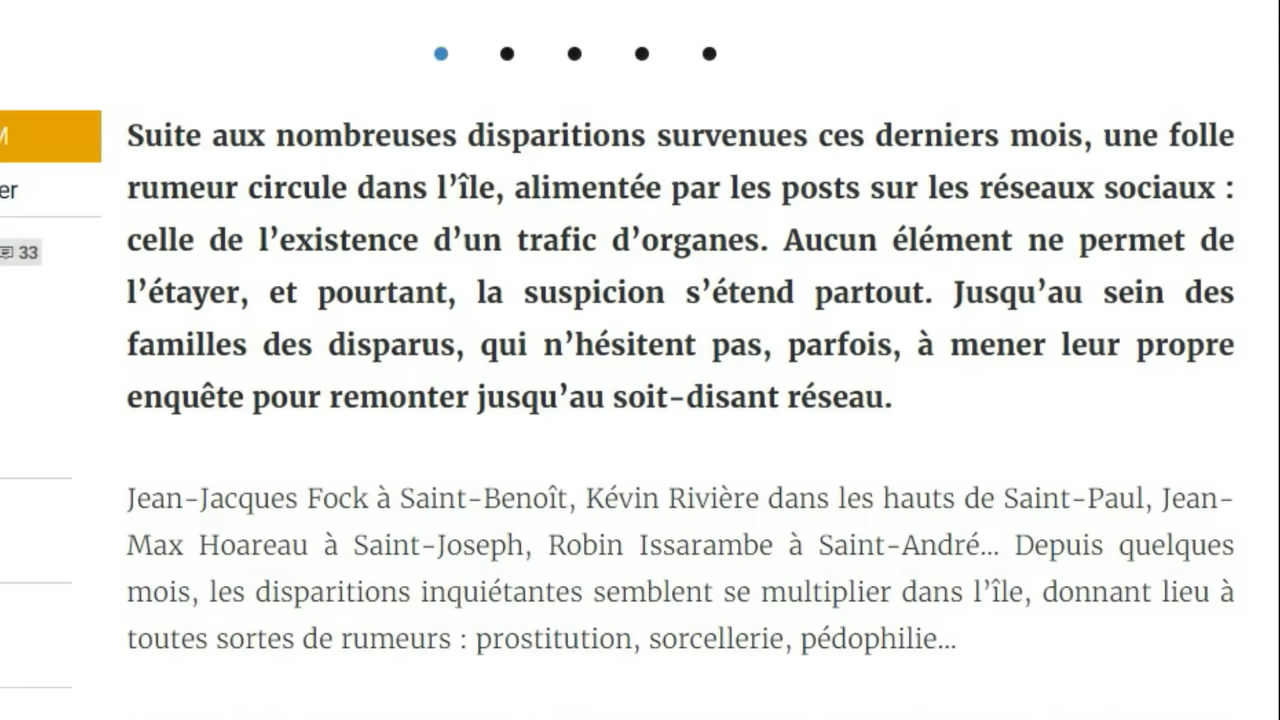 M
Suite aux nombreuses disparitions survenues ces derniers mois, une folle
er
rumeur circule dans l’île, alimentée par les posts sur les réseaux sociaux :
33
celle de l’existence d’un trafic d’organes. Aucun élément ne permet de
l’étayer, et pourtant, la suspicion s’étend partout. Jusqu’au sein des
familles des disparus, qui n’hésitent pas, parfois, à mener leur propre
enquête pour remonter jusqu’au soit-disant réseau.
Jean-Jacques Fock à Saint-Benoît, Kévin Rivière dans les hauts de Saint-Paul, Jean-
Max Hoareau à Saint-Joseph, Robin Issarambe à Saint-André... Depuis quelques
mois, les disparitions inquiétantes semblent se multiplier dans l’île, donnant lieu à
toutes sortes de rumeurs : prostitution, sorcellerie, pédophilie...